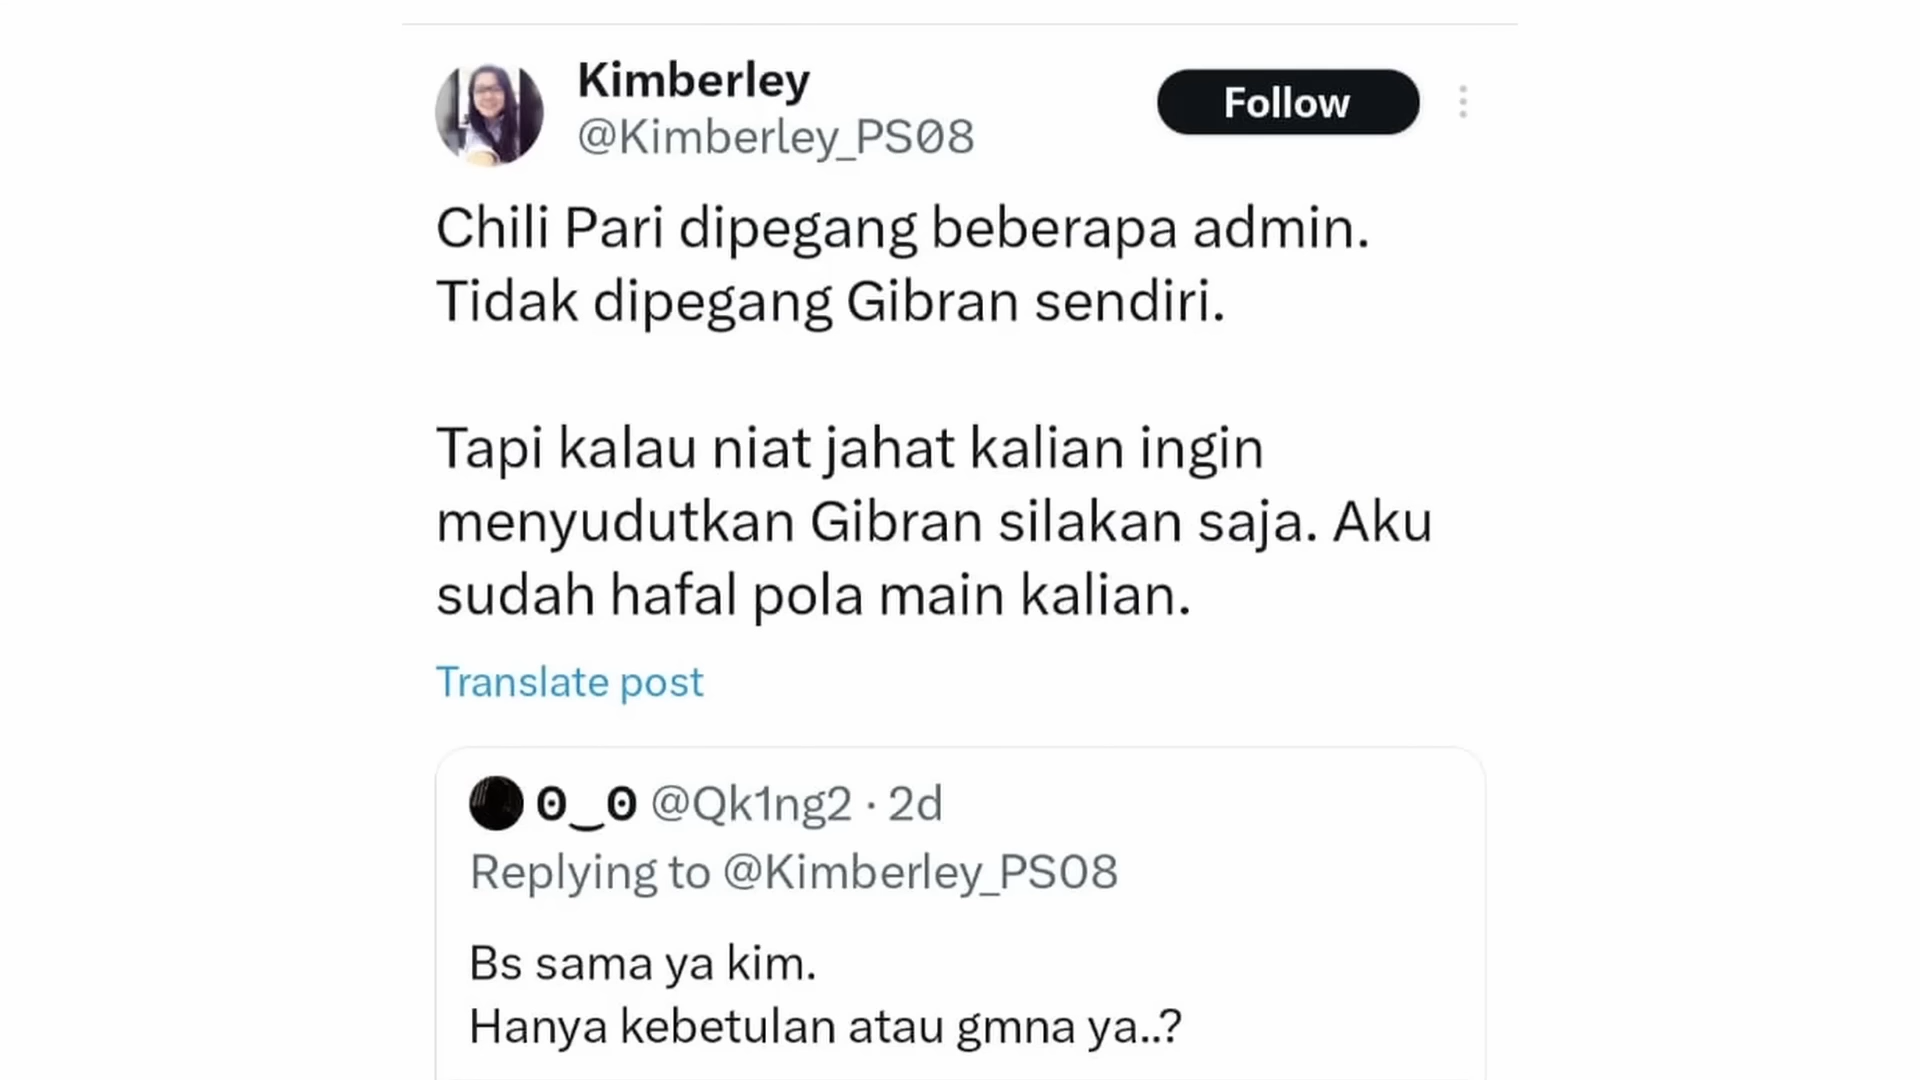 Kimberley
@Kimberley_PS08
Follow
Chili Pari dipegang beberapa admin.
Tidak dipegang Gibran sendiri.
Tapi kalau niat jahat kalian ingin
menyudutkan Gibran silakan saja. Aku
sudah hafal pola main kalian.
Translate post
ʘ‿ʘ @Qk1ng2 · 2d
Replying to @Kimberley_PS08
Bs sama ya kim.
Hanya kebetulan atau gmna ya..?